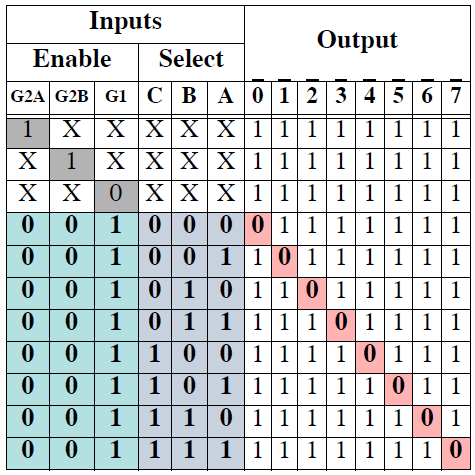 Inputs Output
Enable Select
G2A G2B G1 C B A 0̅ 1̅ 2̅ 3̅ 4̅ 5̅ 6̅ 7̅
1 X X X X X 1 1 1 1 1 1 1 1
X 1 X X X X 1 1 1 1 1 1 1 1
X X 0 X X X 1 1 1 1 1 1 1 1
0 0 1 0 0 0 0 1 1 1 1 1 1 1
0 0 1 0 0 1 1 0 1 1 1 1 1 1
0 0 1 0 1 0 1 1 0 1 1 1 1 1
0 0 1 0 1 1 1 1 1 0 1 1 1 1
0 0 1 1 0 0 1 1 1 1 0 1 1 1
0 0 1 1 0 1 1 1 1 1 1 0 1 1
0 0 1 1 1 0 1 1 1 1 1 1 0 1
0 0 1 1 1 1 1 1 1 1 1 1 1 0